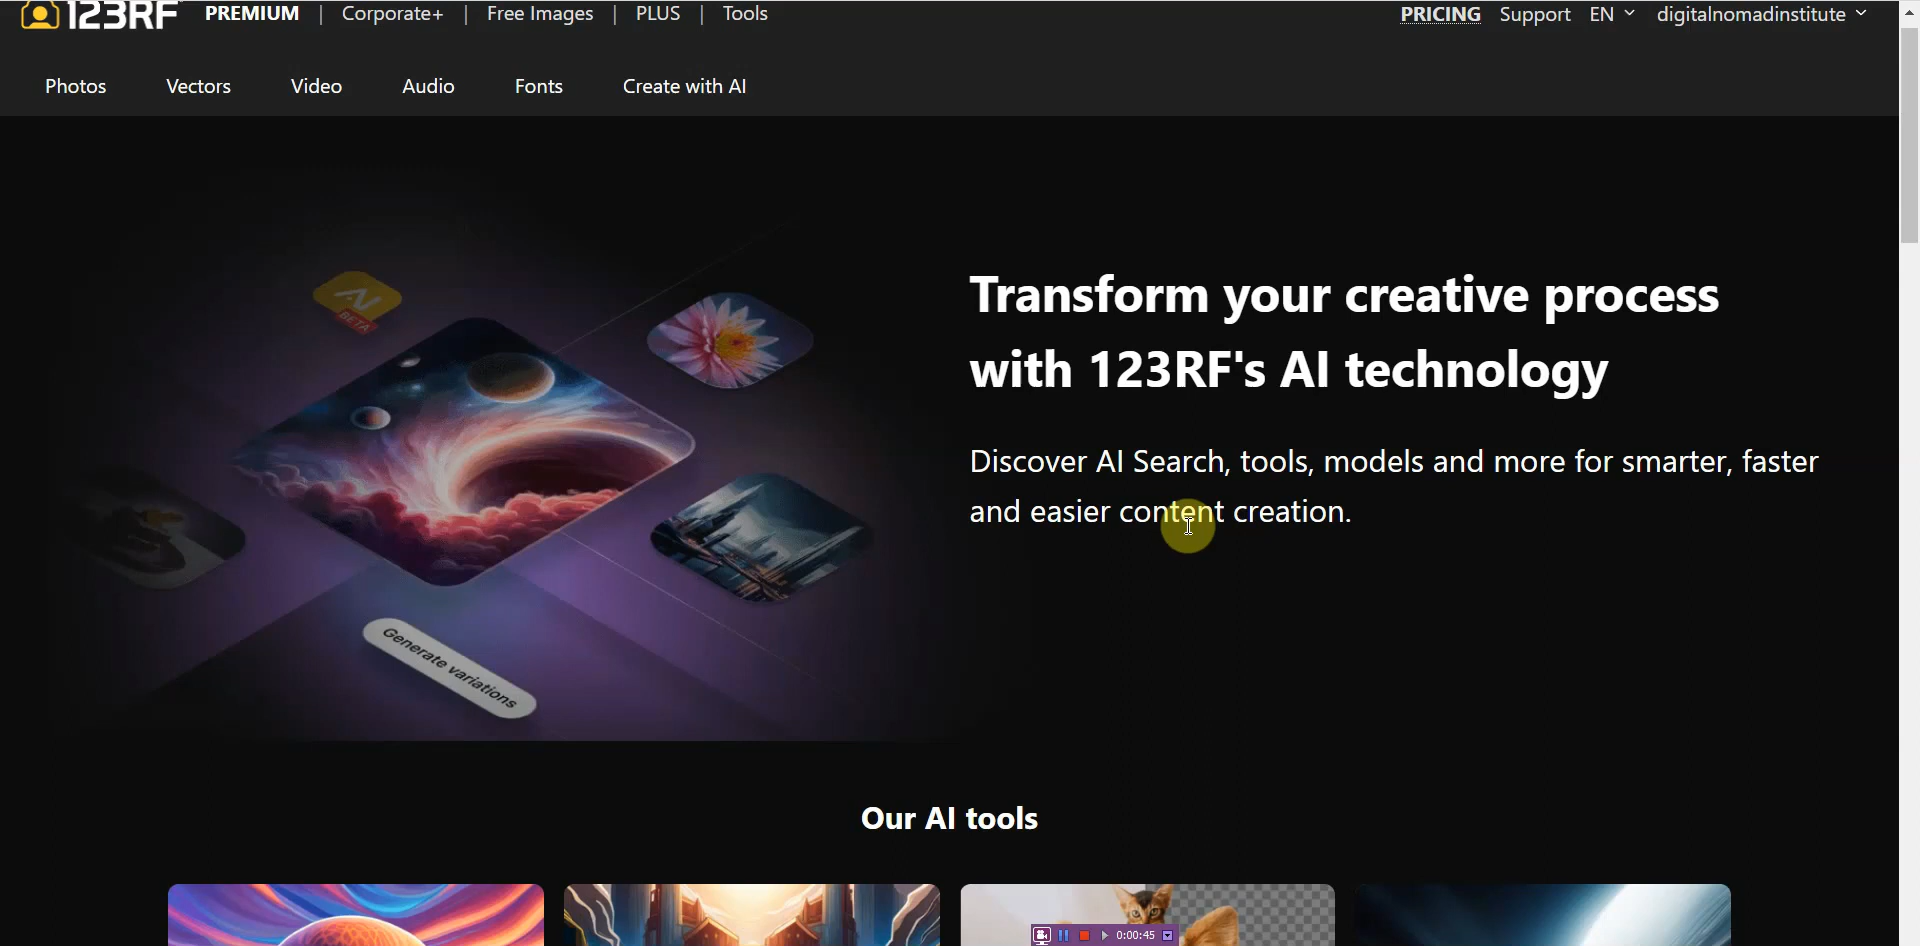 123RF PREMIUM | Corporate+ | Free Images | PLUS | Tools PRICING Support EN digitalnomadinstitute
Photos Vectors Video Audio Fonts Create with AI
AI
BETA
Transform your creative process
with 123RF's AI technology
Discover AI Search, tools, models and more for smarter, faster
and easier content creation.
Generate variations
Our AI tools
0:00:45